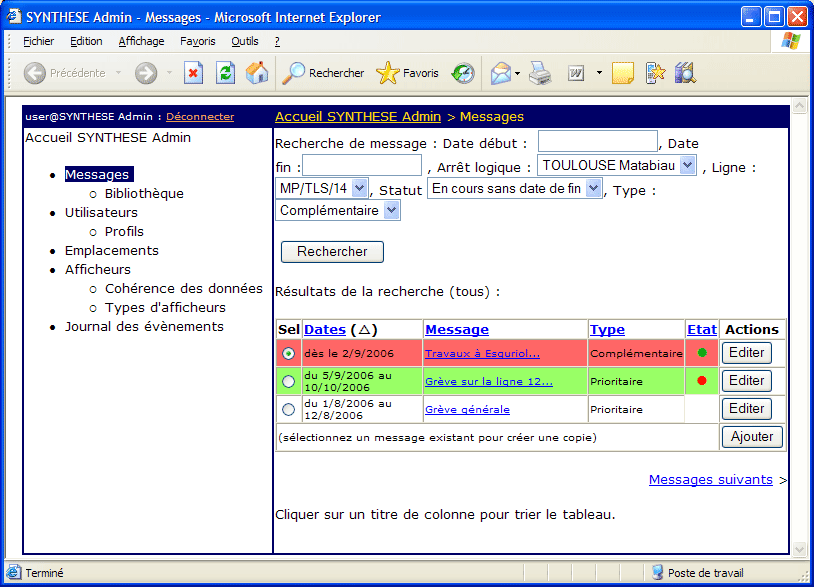 SYNTHESE Admin - Messages - Microsoft Internet Explorer
Fichier Edition Affichage Favoris Outils ?
Précédente Rechercher Favoris
user@SYNTHESE Admin : Déconnecter
Accueil SYNTHESE Admin > Messages
Accueil SYNTHESE Admin
Messages
Bibliothèque
Utilisateurs
Profils
Emplacements
Afficheurs
Cohérence des données
Types d'afficheurs
Journal des évènements
Recherche de message : Date début : , Date
fin : , Arrêt logique : TOULOUSE Matabiau , Ligne :
MP/TLS/14 , Statut En cours sans date de fin , Type :
Complémentaire
Rechercher
Résultats de la recherche (tous) :
Sel Dates (△) Message Type Etat Actions
dès le 2/9/2006 Travaux à Esquriol... Complémentaire Editer
du 5/9/2006 au
10/10/2006 Grève sur la ligne 12... Prioritaire Editer
du 1/8/2006 au
12/8/2006 Grève générale Prioritaire Editer
(sélectionnez un message existant pour créer une copie) Ajouter
Messages suivants >
Cliquer sur un titre de colonne pour trier le tableau.
Terminé Poste de travail